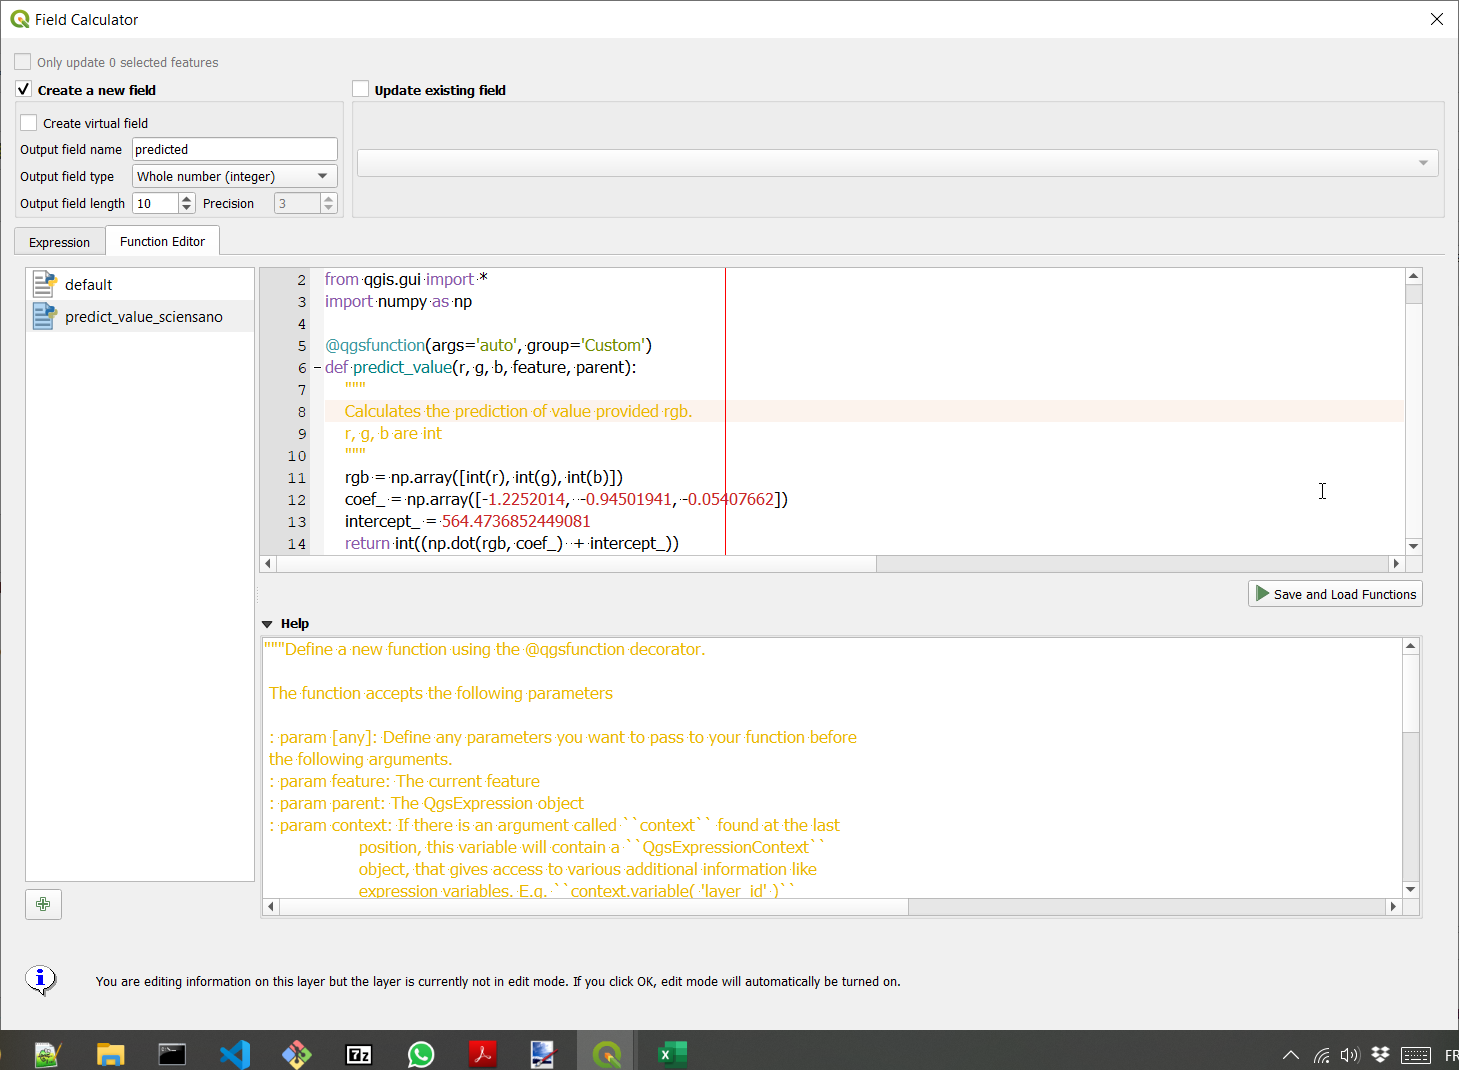 Field Calculator
Only update 0 selected features
Create a new field
Update existing field
Create virtual field
Output field name predicted
Output field type Whole number (integer)
Output field length 10 Precision 3
Expression Function Editor
default
predict_value_sciensano
2 from qgis.gui import *
3 import numpy as np
4
5 @qgsfunction(args='auto', group='Custom')
6 def predict_value(r, g, b, feature, parent):
7 """
8 Calculates the prediction of value provided rgb.
9 r, g, b are int
10 """
11 rgb = np.array([int(r), int(g), int(b)])
12 coef_ = np.array([-1.2252014, -0.94501941, -0.05407662])
13 intercept_ = 564.4736852449081
14 return int((np.dot(rgb, coef_) + intercept_))
Save and Load Functions
Help
"""Define a new function using the @qgsfunction decorator.
The function accepts the following parameters
: param [any]: Define any parameters you want to pass to your function before
the following arguments.
: param feature: The current feature
: param parent: The QgsExpression object
: param context: If there is an argument called ``context`` found at the last
position, this variable will contain a ``QgsExpressionContext``
object, that gives access to various additional information like
expression variables. E.g. ``context.variable( 'layer_id' )``
You are editing information on this layer but the layer is currently not in edit mode. If you click OK, edit mode will automatically be turned on.
7z
FR